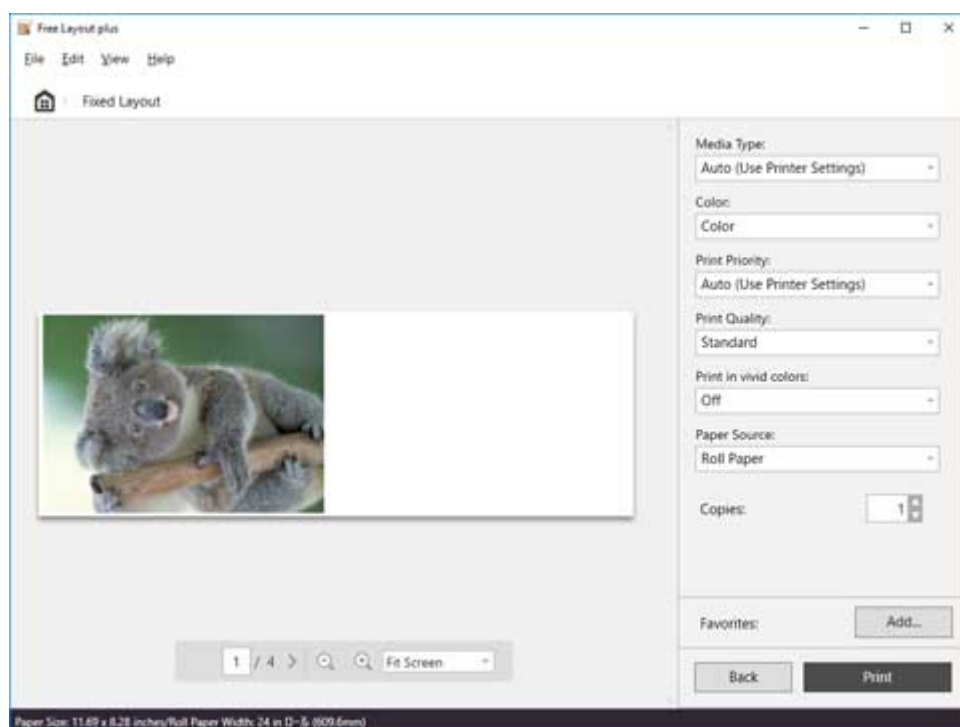 Free Layout plus
File Edit View Help
Fixed Layout
Media Type:
Auto (Use Printer Settings)
Color:
Color
Print Priority:
Auto (Use Printer Settings)
Print Quality:
Standard
Print in vivid colors:
Off
Paper Source:
Roll Paper
Copies: 1
Favorites: Add...
1 / 4 > Fit Screen
Back Print
Paper Size: 11.69 x 8.28 inches/Roll Paper Width: 24 in ロール (609.6mm)